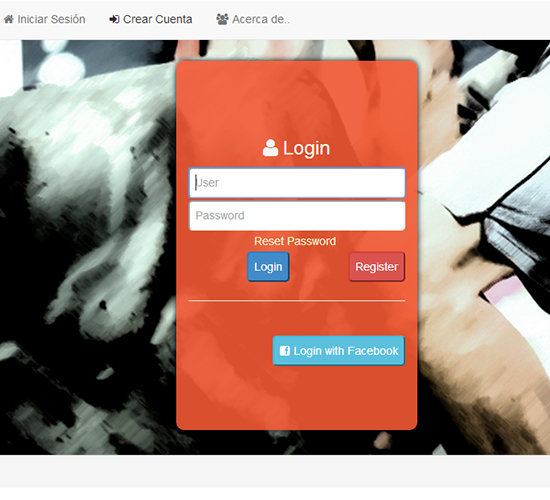 Iniciar Sesión Crear Cuenta Acerca de..
Login
User
Password
Reset Password
Login Register
Login with Facebook